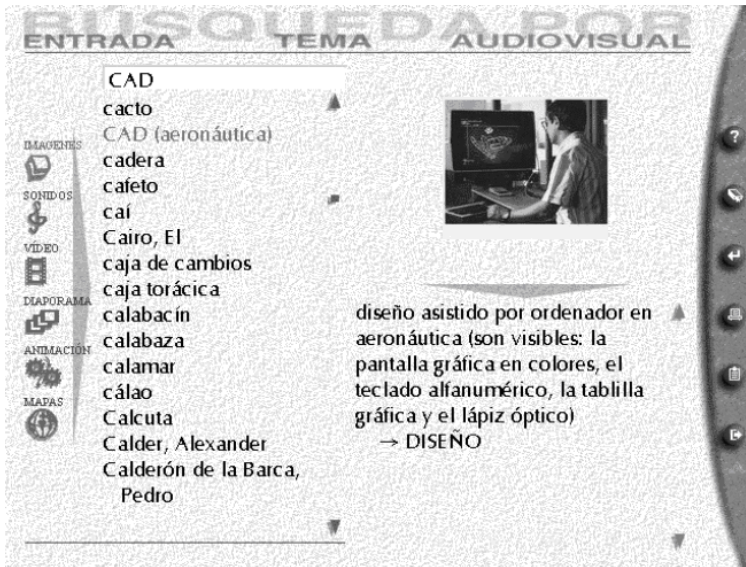 BÚSQUEDA POR
ENTRADA TEMA AUDIOVISUAL
CAD
cacto
CAD (aeronáutica)
cadera
cafeto
caí
Cairo, El
caja de cambios
caja torácica
calabacín
calabaza
calamar
cálao
Calcuta
Calder, Alexander
Calderón de la Barca,
Pedro
IMAGENES
SONIDOS
VIDEO
DIAPORAMA
ANIMACIÓN
MAPAS
diseño asistido por ordenador en
aeronáutica (son visibles: la
pantalla gráfica en colores, el
teclado alfanumérico, la tablilla
gráfica y el lápiz óptico)
→ DISEÑO
?